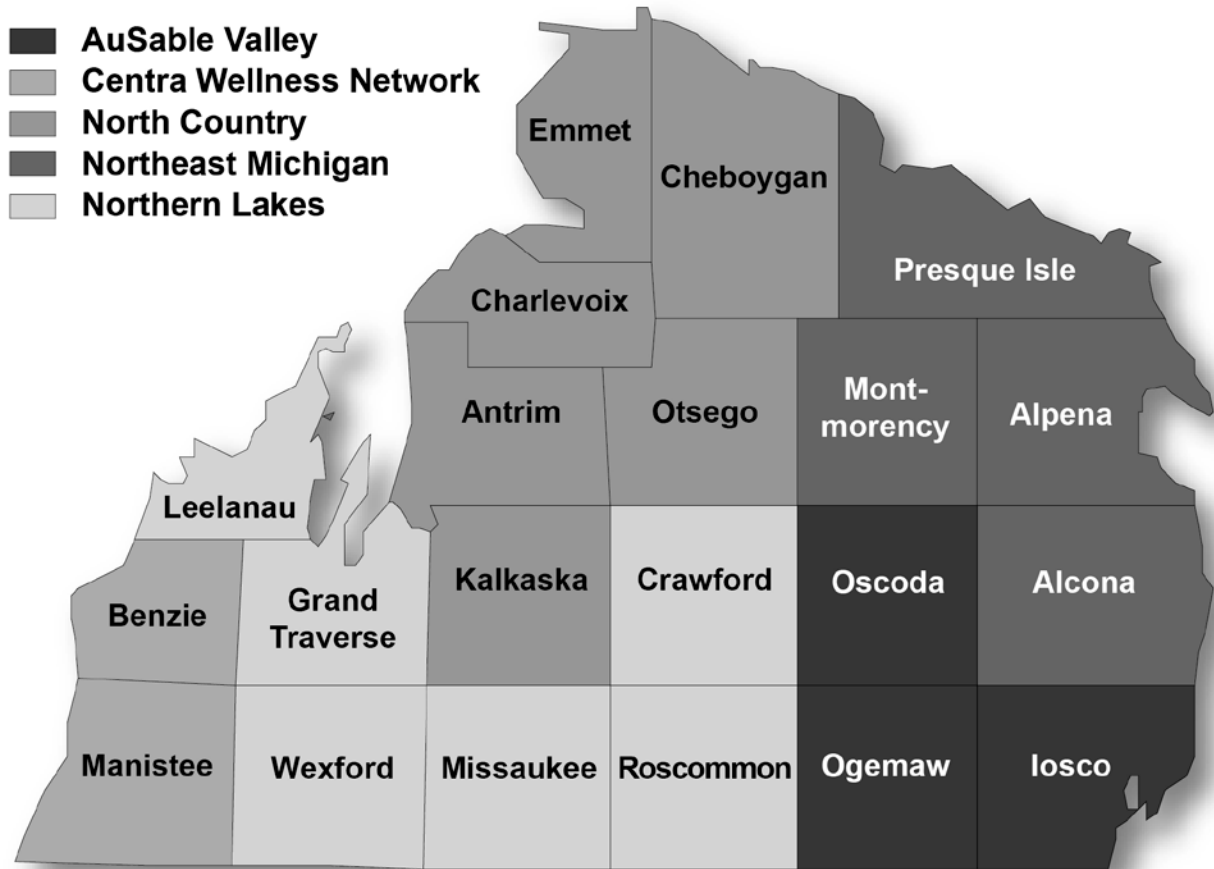 AuSable Valley
Centra Wellness Network
North Country
Northeast Michigan
Northern Lakes
Emmet
Cheboygan
Presque Isle
Charlevoix
Antrim
Otsego
Mont-
morency
Alpena
Leelanau
Benzie
Grand
Traverse
Kalkaska
Crawford
Oscoda
Alcona
Manistee
Wexford
Missaukee
Roscommon
Ogemaw
Iosco